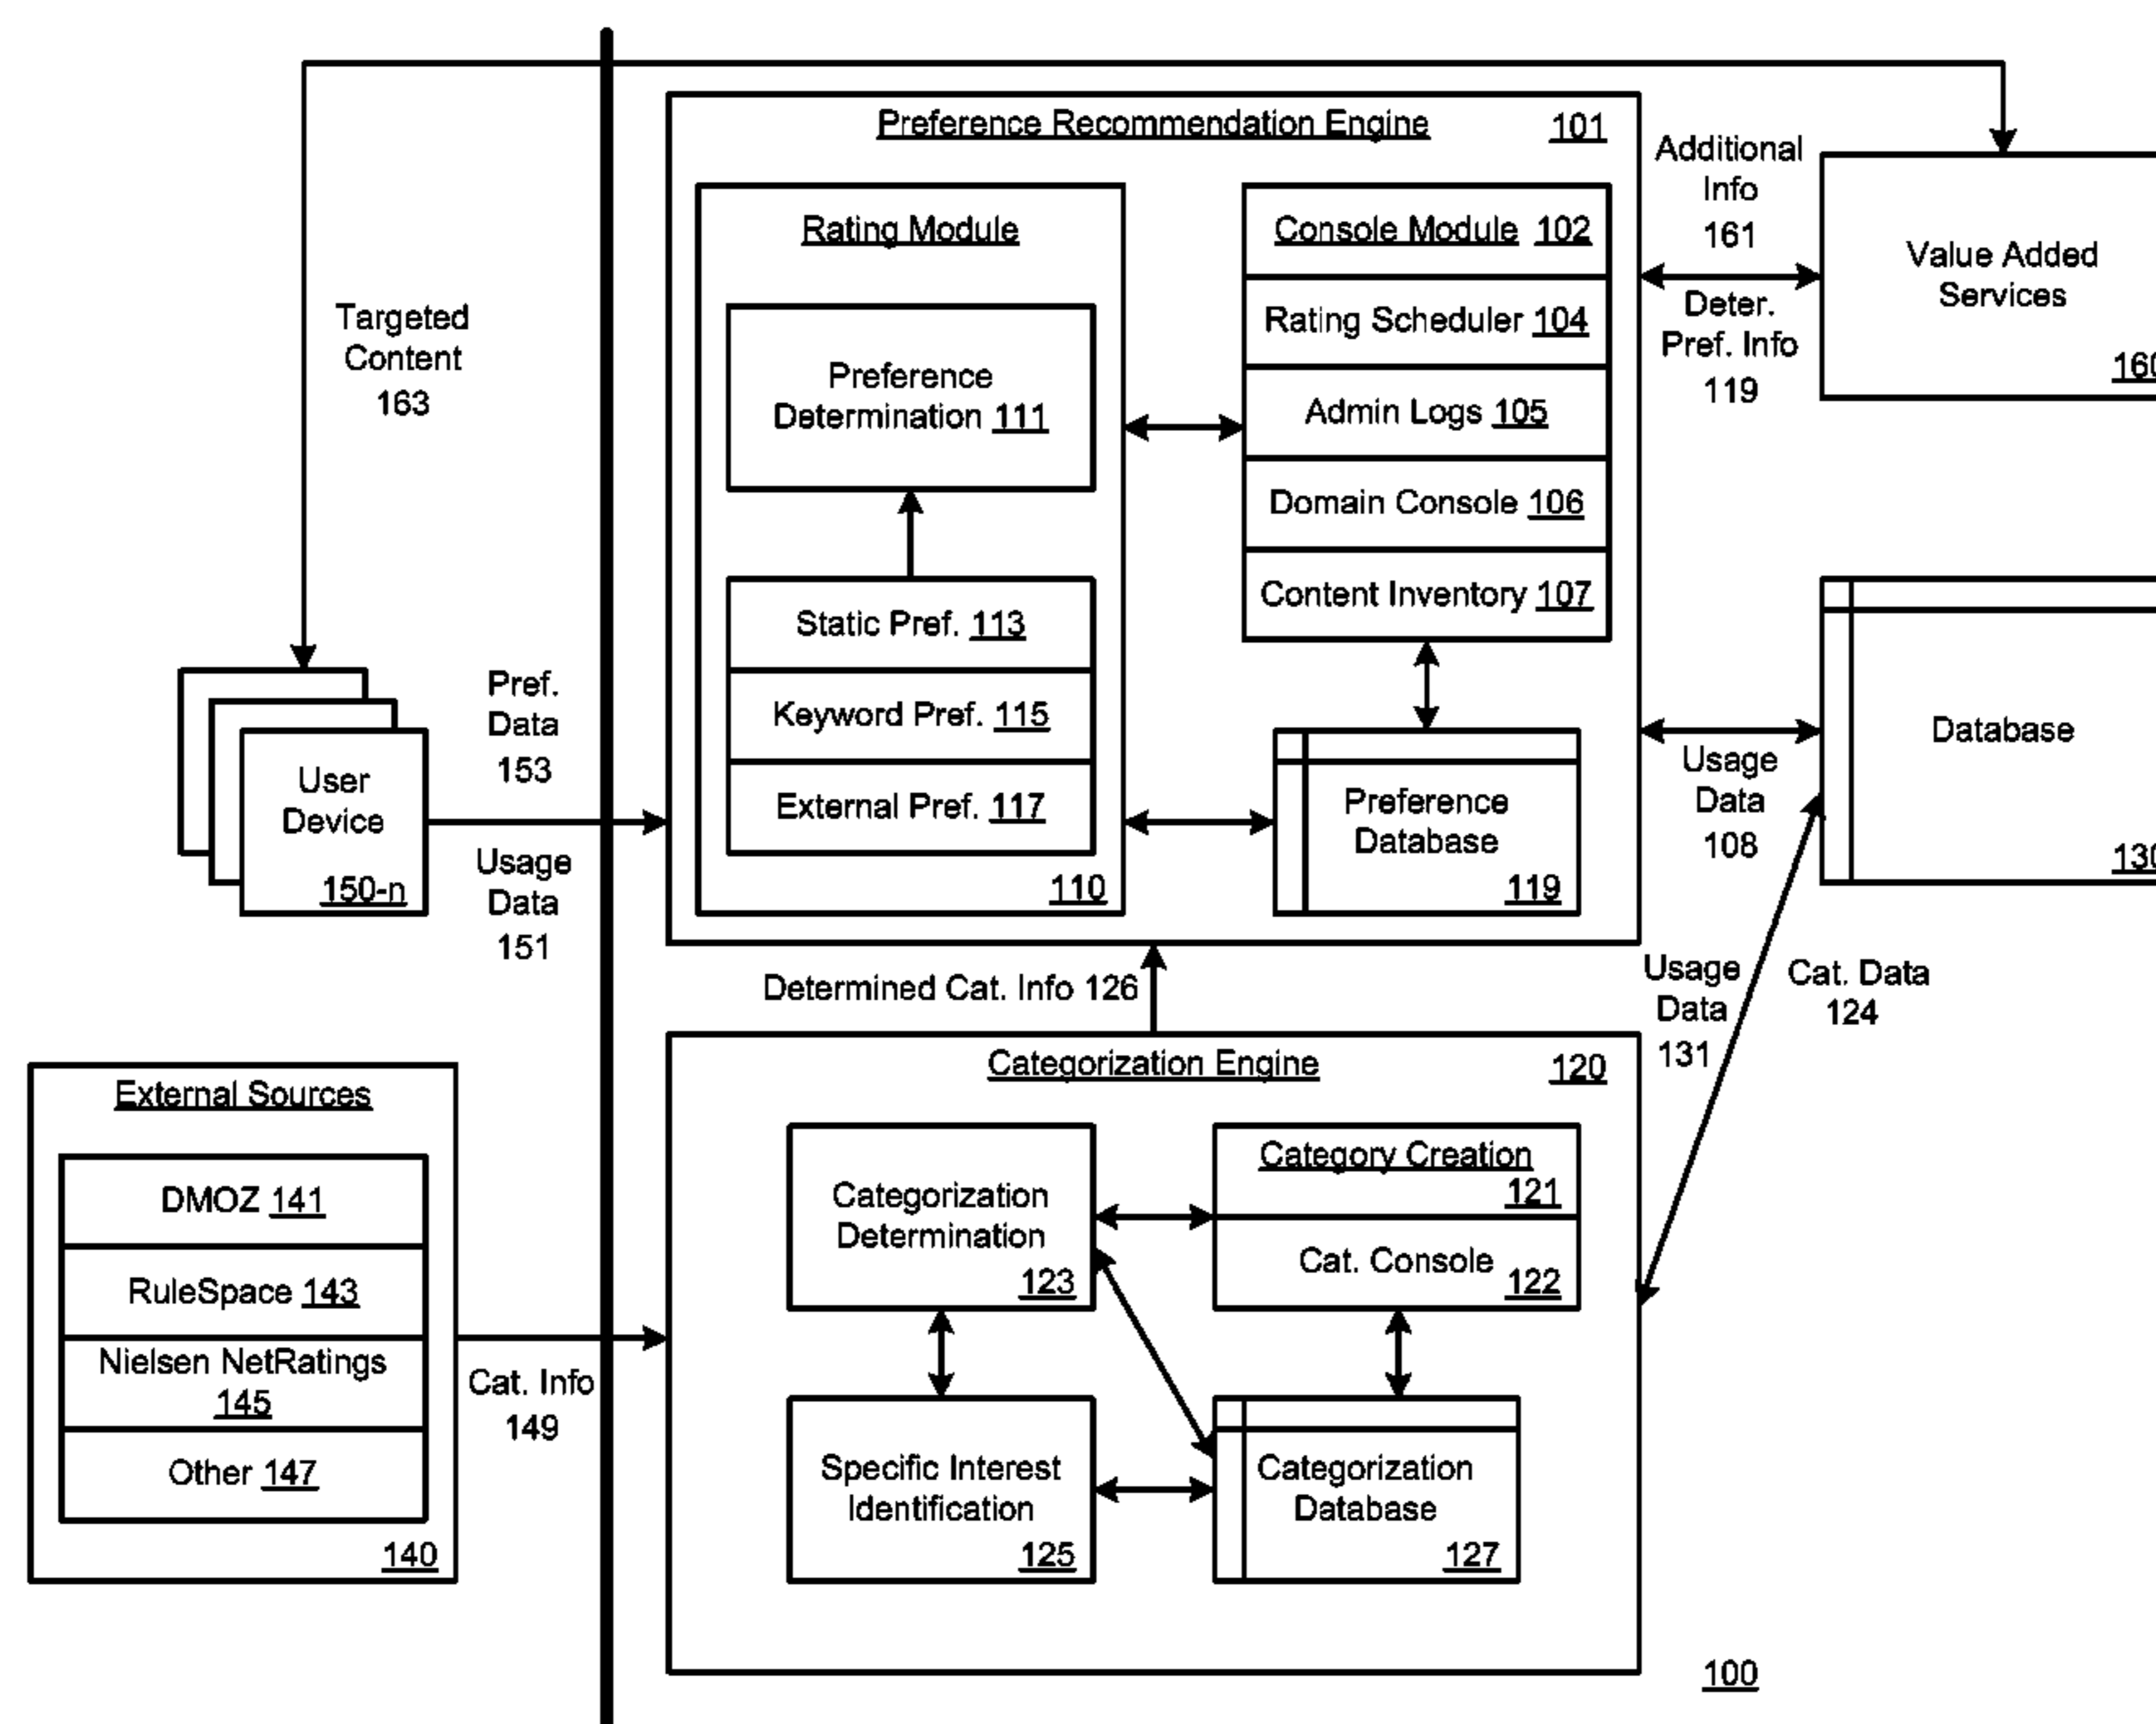 Preference Recommendation Engine 101
Rating Module
Preference
Determination 111
Static Pref. 113
Keyword Pref. 115
External Pref. 117
110
Console Module 102
Rating Scheduler 104
Admin Logs 105
Domain Console 106
Content Inventory 107
Preference
Database
119
Additional
Info
161
Deter.
Pref. Info
119
Value Added
Services
Targeted
Content
163
User
Device
150-n
Pref.
Data
153
Usage
Data
151
Usage
Data
108
Database
Usage
Data
131
Cat. Data
124
Determined Cat. Info 126
External Sources
DMOZ 141
RuleSpace 143
Nielsen NetRatings
145
Other 147
140
Cat. Info
149
Categorization Engine 120
Categorization
Determination
123
Category Creation
121
Cat. Console
122
Specific Interest
Identification
125
Categorization
Database
127
100